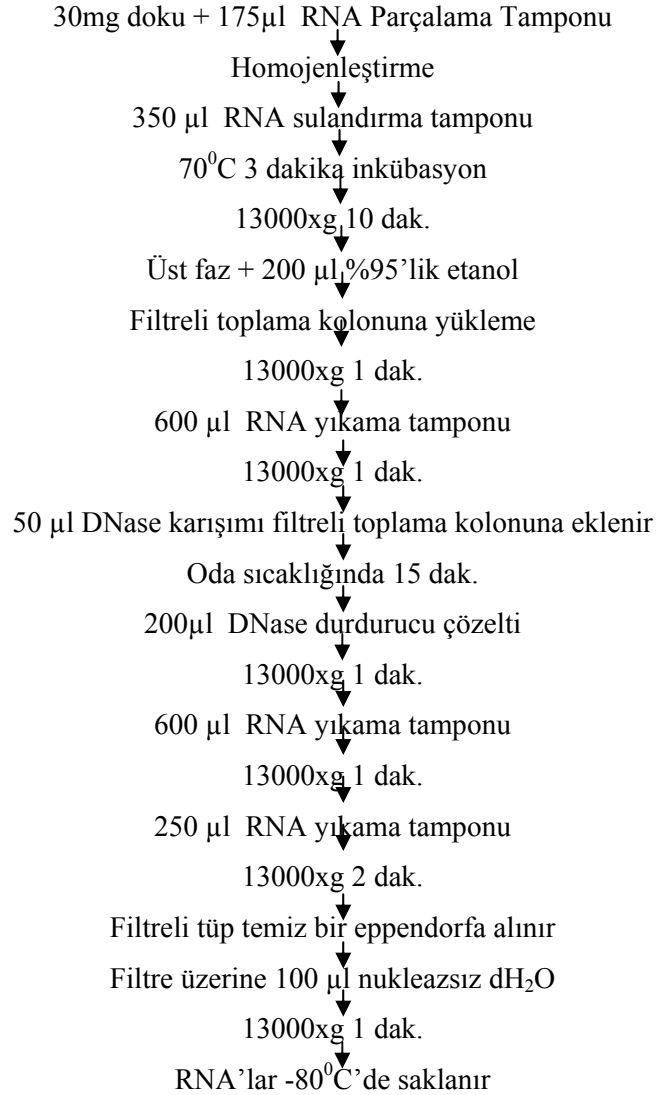 30mg doku + 175µl RNA Parçalama Tamponu
Homojenleştirme
350 µl RNA sulandırma tamponu
70⁰C 3 dakika inkübasyon
13000xg 10 dak.
Üst faz + 200 µl %95’lik etanol
Filtreli toplama kolonuna yükleme
13000xg 1 dak.
600 µl RNA yıkama tamponu
13000xg 1 dak.
50 µl DNase karışımı filtreli toplama kolonuna eklenir
Oda sıcaklığında 15 dak.
200µl DNase durdurucu çözelti
13000xg 1 dak.
600 µl RNA yıkama tamponu
13000xg 1 dak.
250 µl RNA yıkama tamponu
13000xg 2 dak.
Filtreli tüp temiz bir eppendorfa alınır
Filtre üzerine 100 µl nukleazsız dH₂O
13000xg 1 dak.
RNA’lar -80⁰C’de saklanır